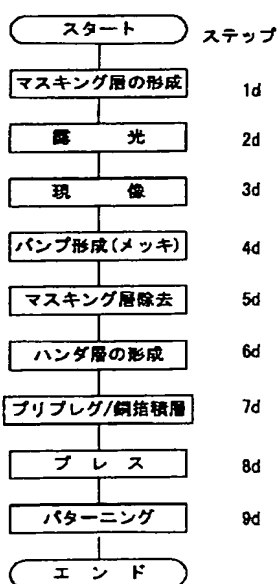 スタート ステップ
マスキング層の形成 1d
露光 2d
現像 3d
バンプ形成(メッキ) 4d
マスキング層除去 5d
ハンダ層の形成 6d
プリプレグ/銅箔積層 7d
プレス 8d
パターニング 9d
エンド